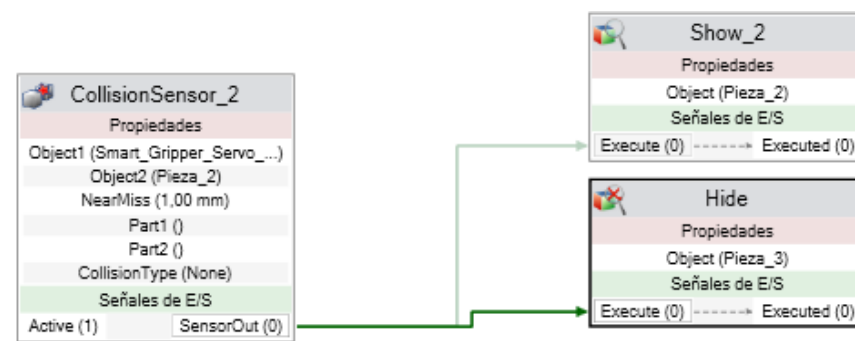 CollisionSensor_2
Propiedades
Object1 (Smart_Gripper_Servo_...)
Object2 (Pieza_2)
NearMiss (1,00 mm)
Part1 ()
Part2 ()
CollisionType (None)
Señales de E/S
Active (1) SensorOut (0)
Show_2
Propiedades
Object (Pieza_2)
Señales de E/S
Execute (0) Executed (0)
Hide
Propiedades
Object (Pieza_3)
Señales de E/S
Execute (0) Executed (0)